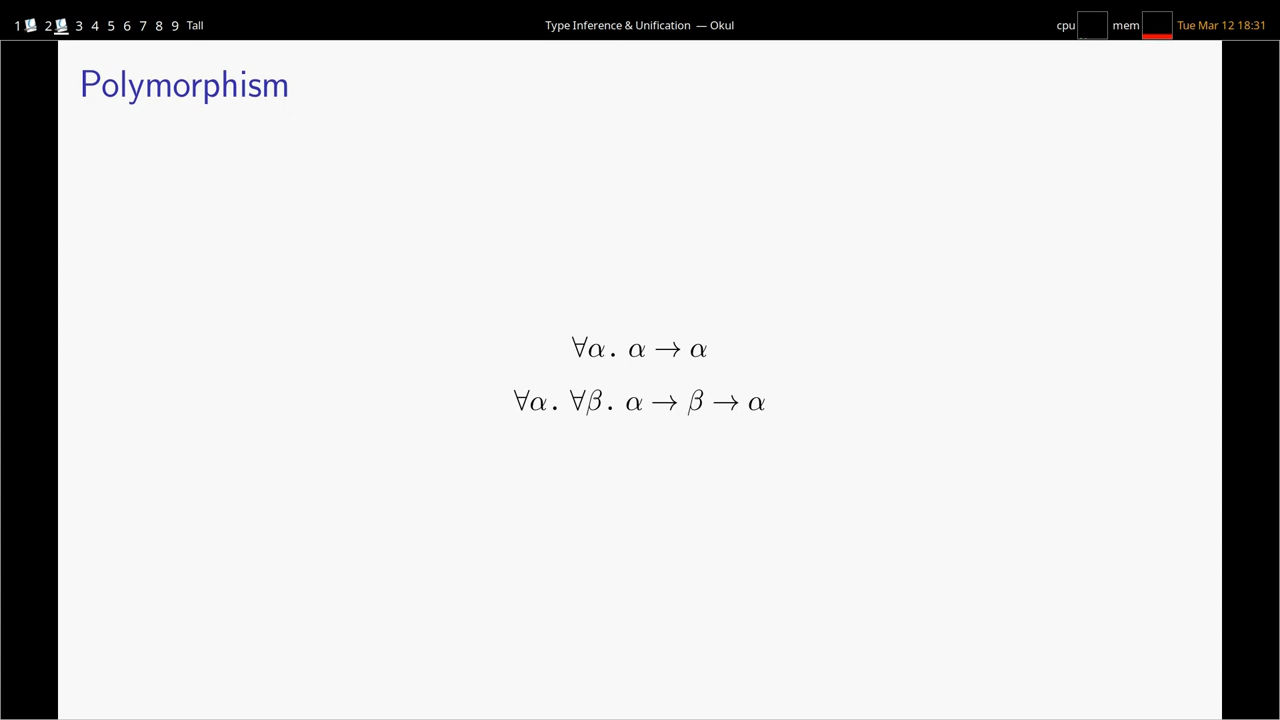 1 2 3 4 5 6 7 8 9 Tall Type Inference & Unification — Okul cpu mem Tue Mar 12 18:31
Polymorphism
∀α. α → α
∀α. ∀β. α → β → α